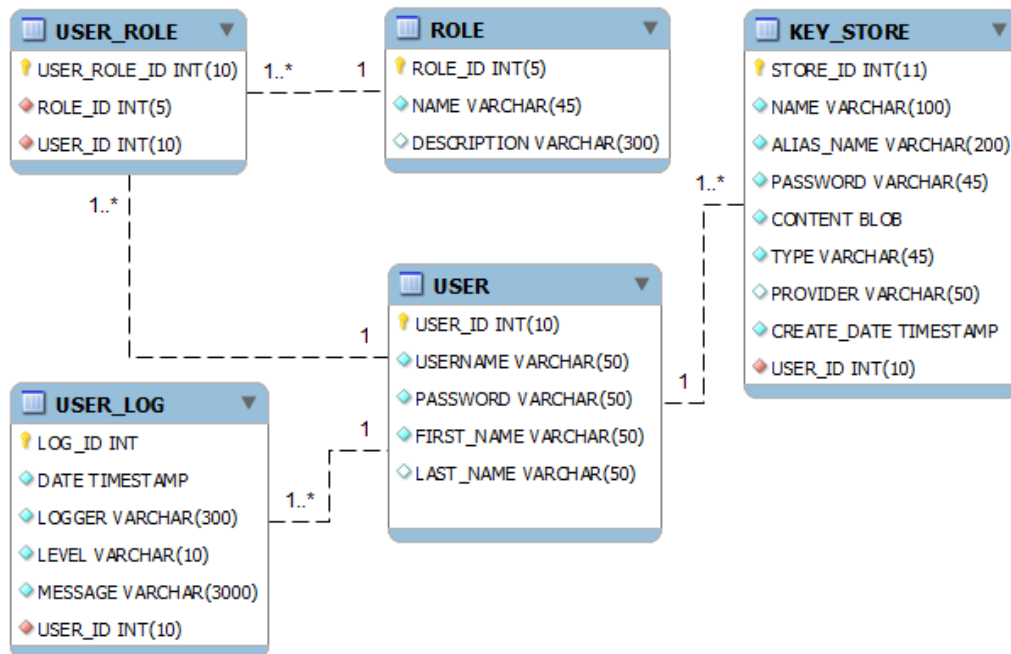 USER_ROLE
USER_ROLE_ID INT(10)
ROLE_ID INT(5)
USER_ID INT(10)
1..*
1
ROLE
ROLE_ID INT(5)
NAME VARCHAR(45)
DESCRIPTION VARCHAR(300)
KEY_STORE
STORE_ID INT(11)
NAME VARCHAR(100)
ALIAS_NAME VARCHAR(200)
PASSWORD VARCHAR(45)
CONTENT BLOB
TYPE VARCHAR(45)
PROVIDER VARCHAR(50)
CREATE_DATE TIMESTAMP
USER_ID INT(10)
1..*
1..*
1
USER
USER_ID INT(10)
USERNAME VARCHAR(50)
PASSWORD VARCHAR(50)
FIRST_NAME VARCHAR(50)
LAST_NAME VARCHAR(50)
1
1
1..*
USER_LOG
LOG_ID INT
DATE TIMESTAMP
LOGGER VARCHAR(300)
LEVEL VARCHAR(10)
MESSAGE VARCHAR(3000)
USER_ID INT(10)